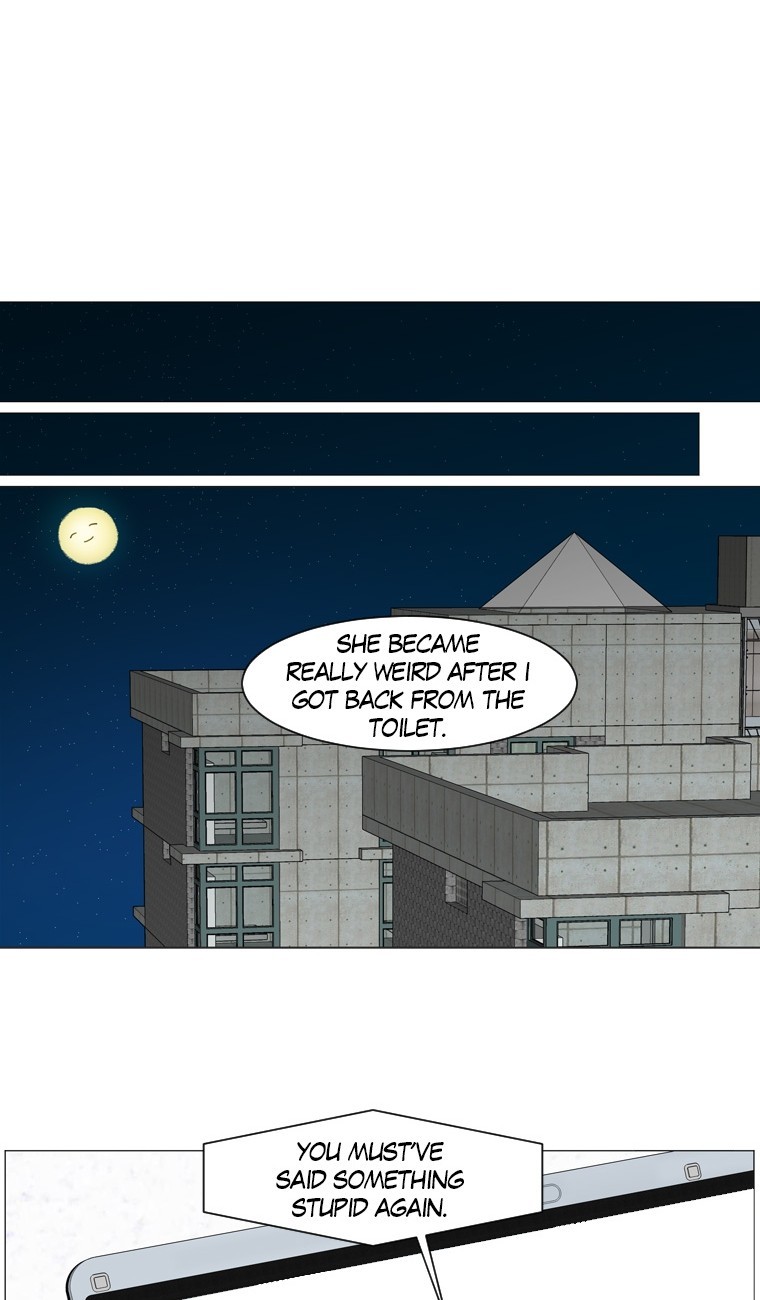 SHE BECAME
REALLY WEIRD AFTER I
GOT BACK FROM THE
TOILET.
YOU MUST'VE
SAID SOMETHING
STUPID AGAIN.